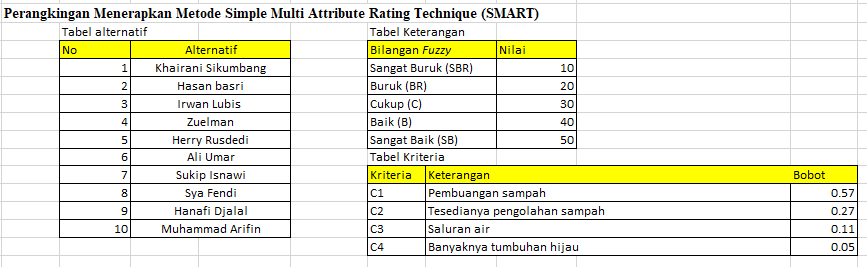 Perangkingan Menerapkan Metode Simple Multi Attribute Rating Technique (SMART)
Tabel alternatif
No Alternatif
1 Khairani Sikumbang
2 Hasan basri
3 Irwan Lubis
4 Zuelman
5 Herry Rusdedi
6 Ali Umar
7 Sukip Isnawi
8 Sya Fendi
9 Hanafi Djalal
10 Muhammad Arifin
Tabel Keterangan
Bilangan Fuzzy Nilai
Sangat Buruk (SBR) 10
Buruk (BR) 20
Cukup (C) 30
Baik (B) 40
Sangat Baik (SB) 50
Tabel Kriteria
Kriteria Keterangan Bobot
C1 Pembuangan sampah 0.57
C2 Tesedianya pengolahan sampah 0.27
C3 Saluran air 0.11
C4 Banyaknya tumbuhan hijau 0.05